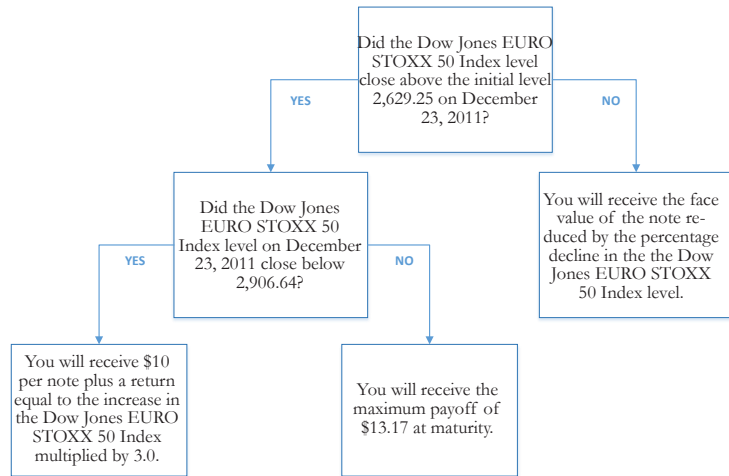 Did the Dow Jones EURO
STOXX 50 Index level
close above the initial level
2,629.25 on December
23, 2011?
YES
NO
Did the Dow Jones
EURO STOXX 50
Index level on December
23, 2011 close below
2,906.64?
You will receive the face
value of the note re-
duced by the percentage
decline in the the Dow
Jones EURO STOXX
50 Index level.
YES
NO
You will receive $10
per note plus a return
equal to the increase in
the Dow Jones EURO
STOXX 50 Index
multiplied by 3.0.
You will receive the
maximum payoff of
$13.17 at maturity.